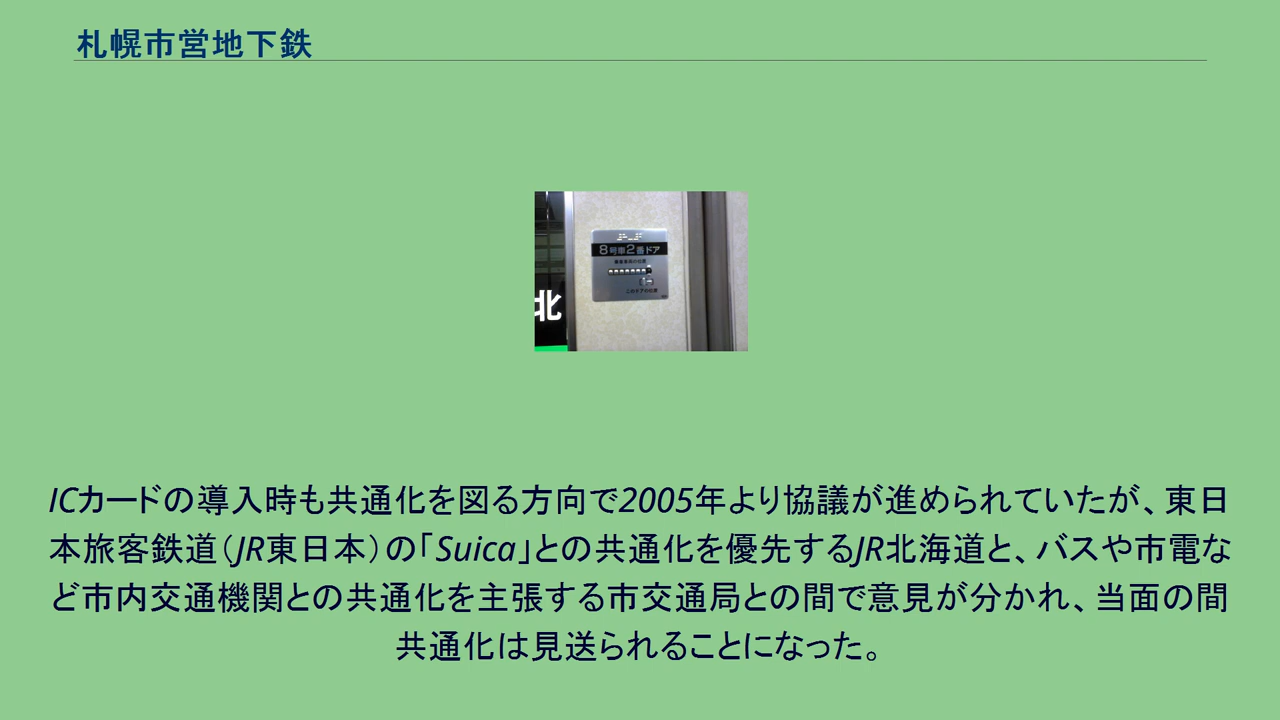 札幌市営地下鉄
8号車2番ドア
北
ICカードの導入時も共通化を図る方向で2005年より協議が進められていたが、東日
本旅客鉄道（JR東日本）の「Suica」との共通化を優先するJR北海道と、バスや市電な
ど市内交通機関との共通化を主張する市交通局との間で意見が分かれ、当面の間
共通化は見送られることになった。